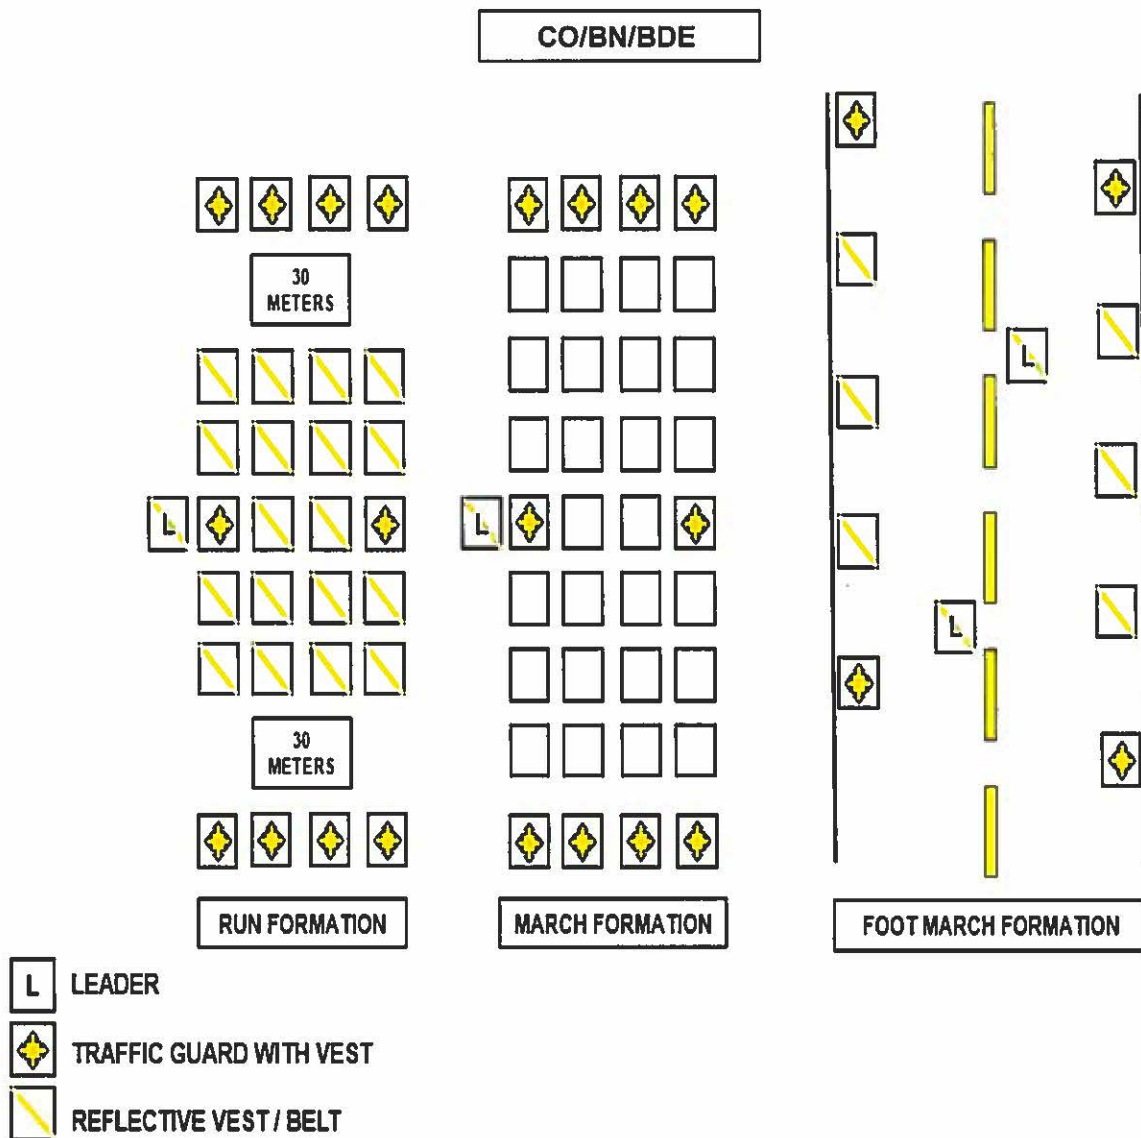 CO/BN/BDE
30
METERS
L
30
METERS
RUN FORMATION
L
MARCH FORMATION
L
L
FOOT MARCH FORMATION
L LEADER
TRAFFIC GUARD WITH VEST
REFLECTIVE VEST / BELT